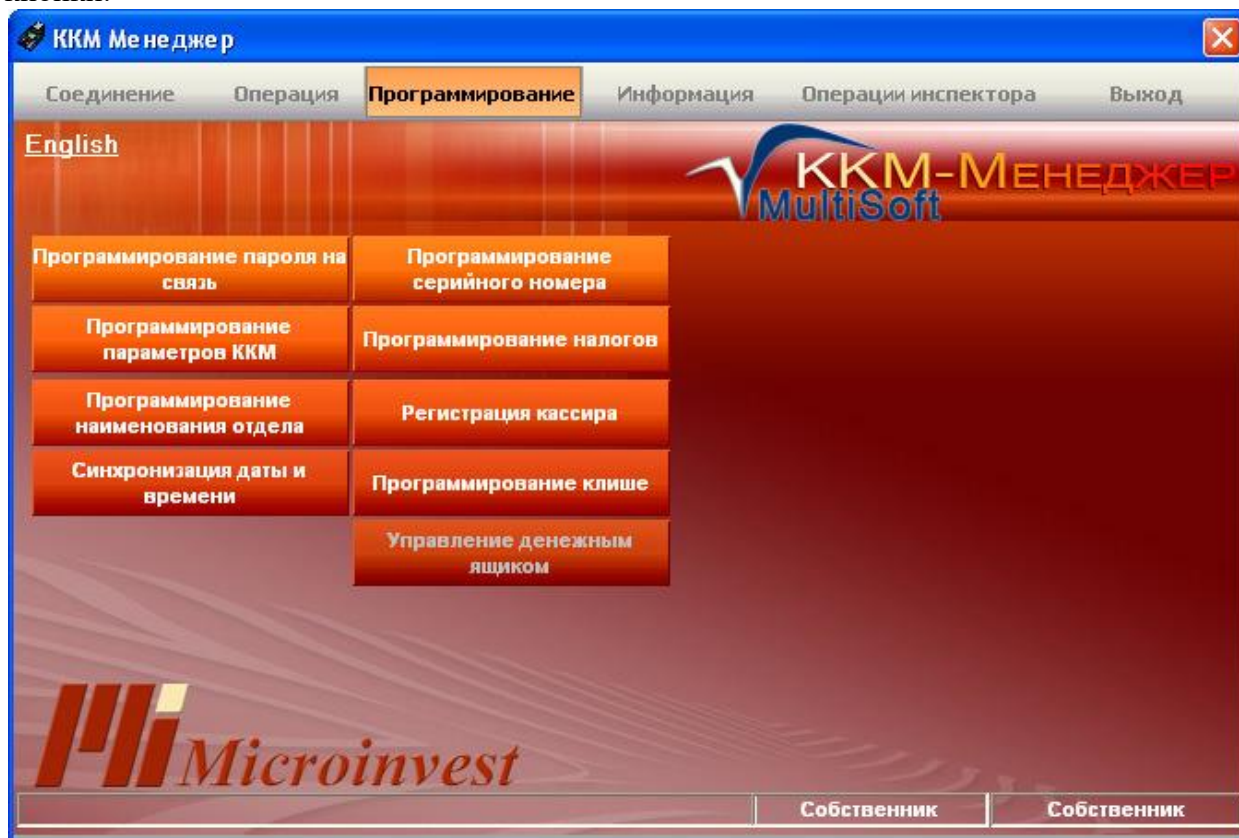 ККМ Менеджер
Соединение Операция Программирование Информация Операции инспектора Выход
English
ККМ-МЕНЕДЖЕР
MultiSoft
Программирование пароля на
связь
Программирование
серийного номера
Программирование
параметров ККМ
Программирование налогов
Программирование
наименования отдела
Регистрация кассира
Синхронизация даты и
времени
Программирование клише
Управление денежным
ящиком
Microinvest
Собственник Собственник